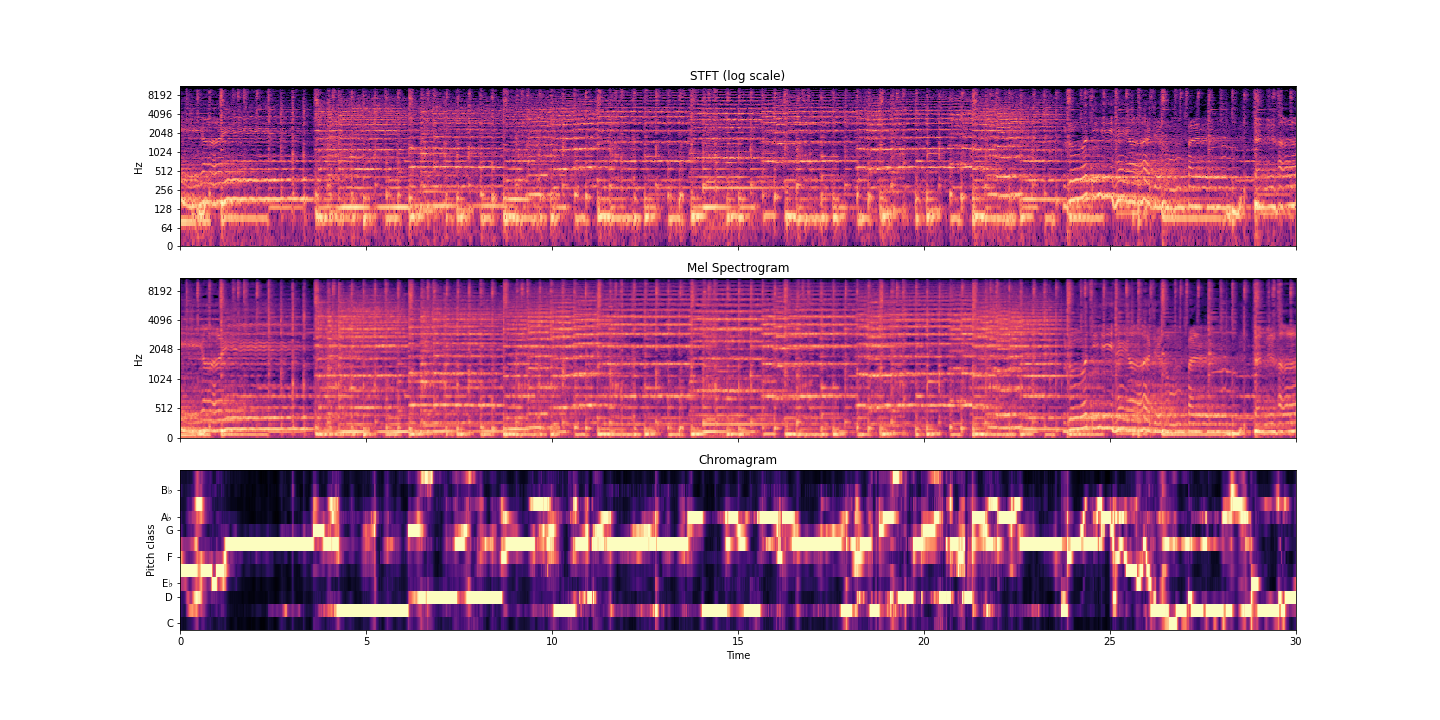 STFT (log scale)
8192
4096
2048
1024
512
256
128
64
0
Hz
Mel Spectrogram
8192
4096
2048
1024
512
0
Hz
Chromagram
B♭
A♭
G
F
E♭
D
C
Pitch class
0 5 10 15 20 25 30
Time